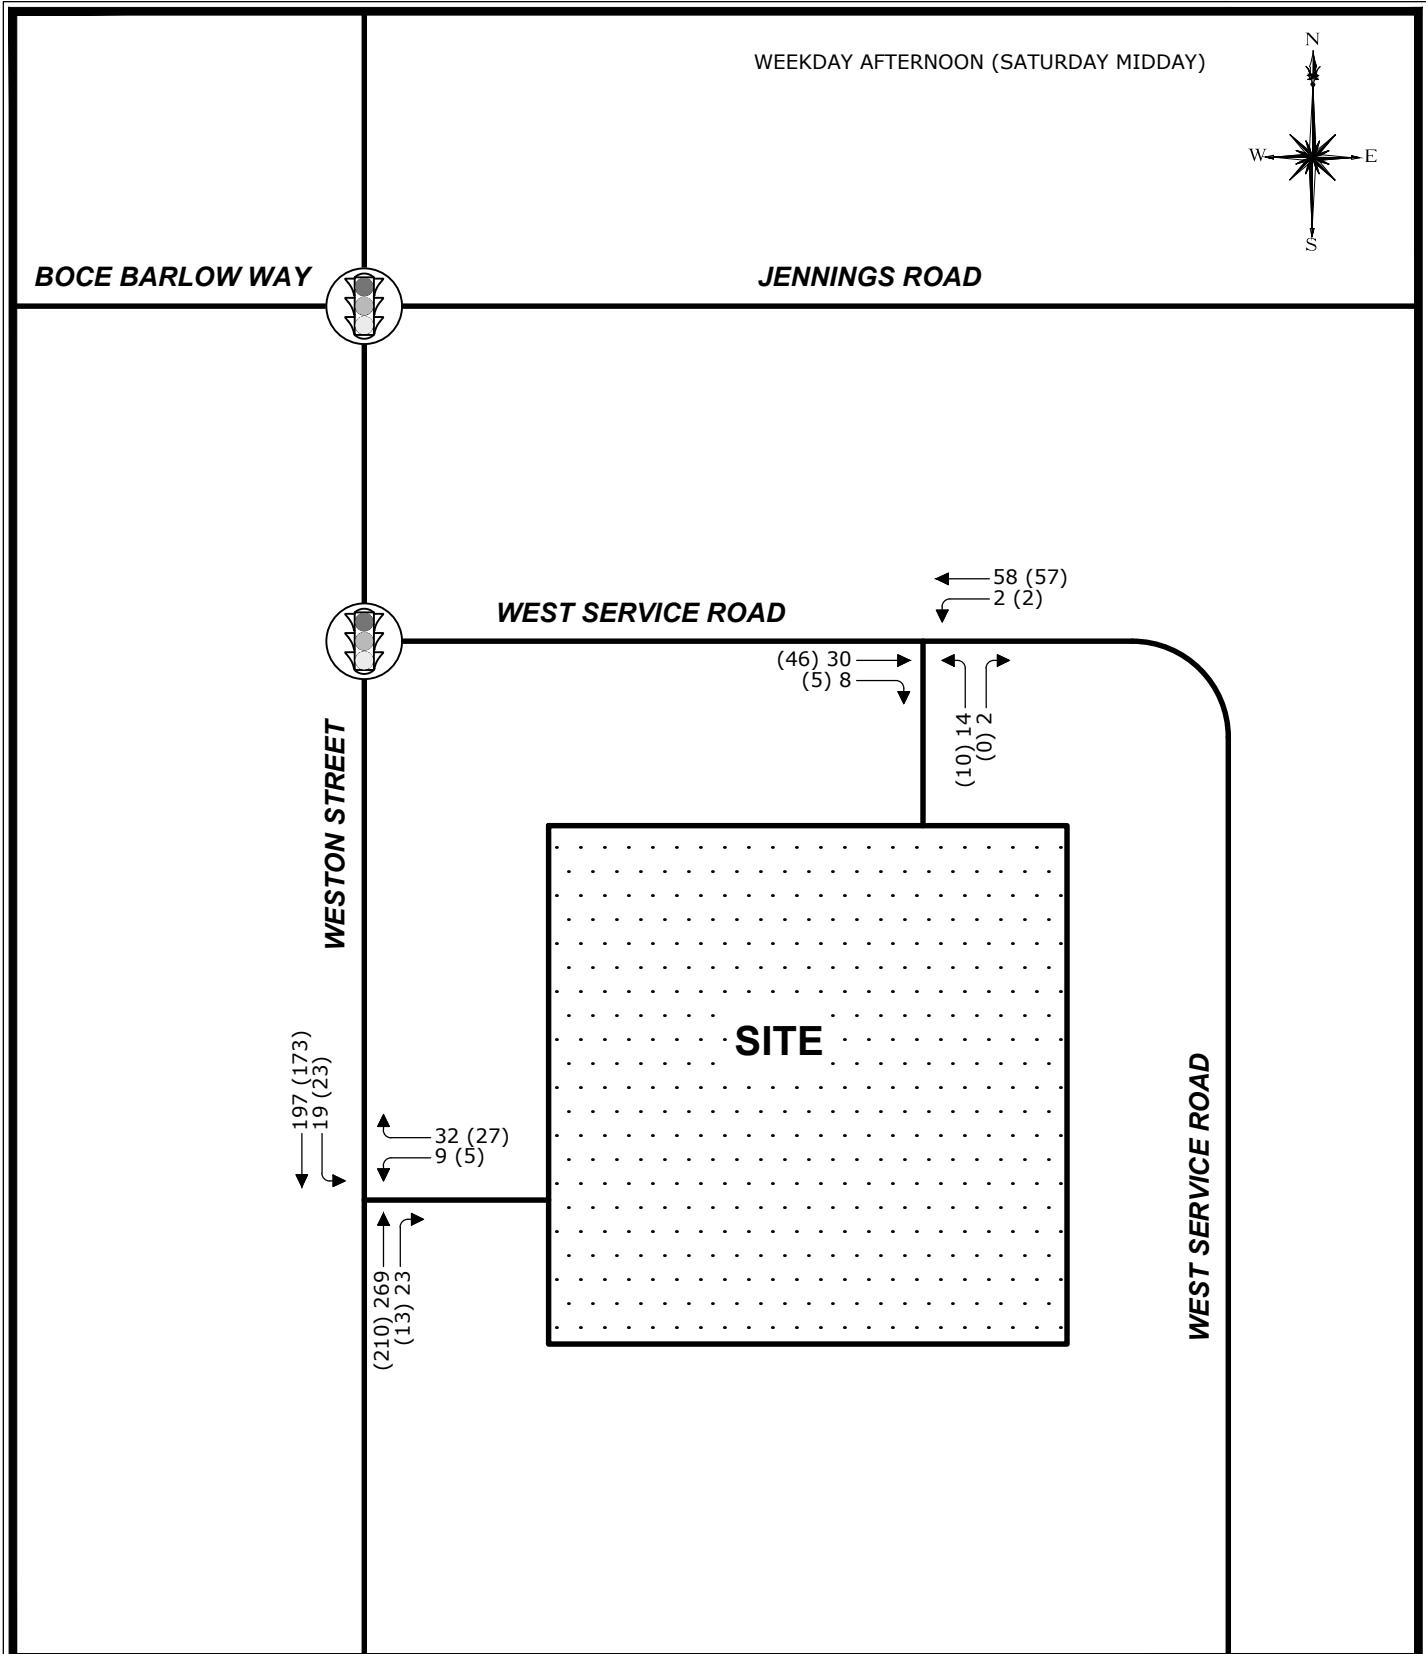 WEEKDAY AFTERNOON (SATURDAY MIDDAY)
N
W
E
S
BOCE BARLOW WAY
JENNINGS ROAD
58 (57)
2 (2)
WEST SERVICE ROAD
(46) 30
(5) 8
(10) 14
(0) 2
WESTON STREET
SITE
197 (173)
19 (23)
32 (27)
9 (5)
WEST SERVICE ROAD
(210) 269
(13) 23